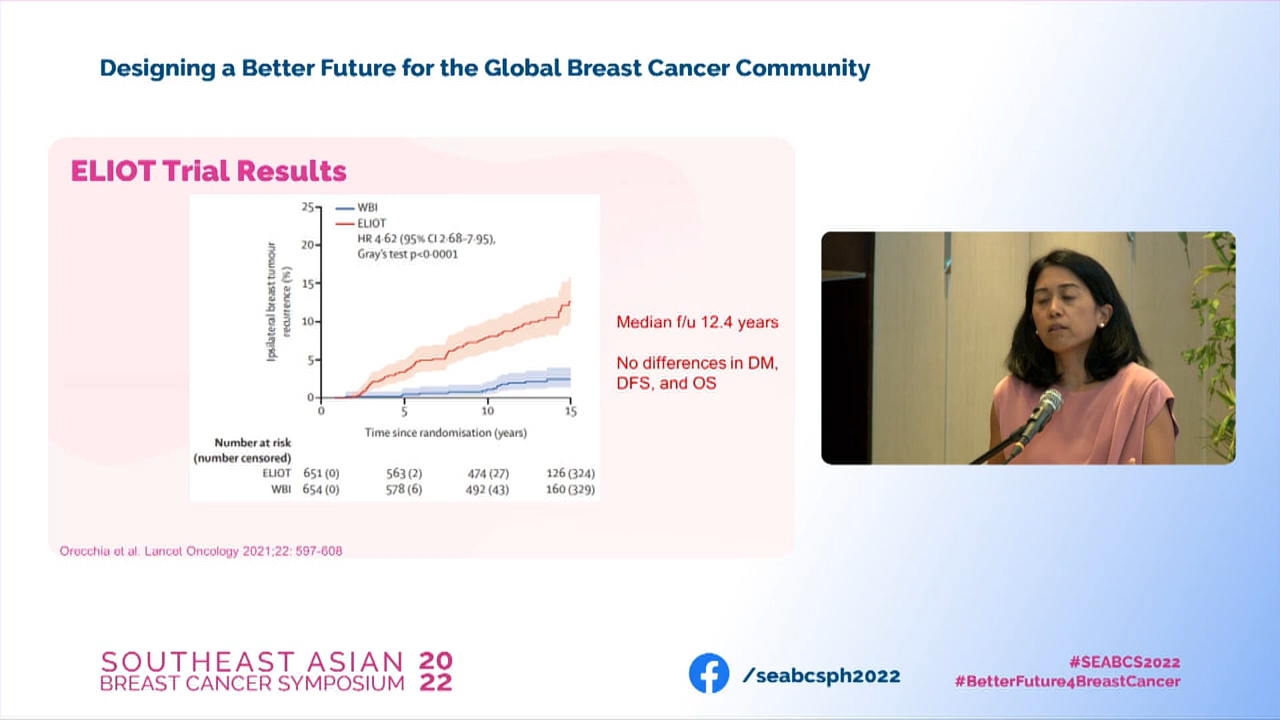 Designing a Better Future for the Global Breast Cancer Community
ELIOT Trial Results
25
20
15
10
5
0
Ipsilateral breast tumour
recurrence (%)
WBI
ELIOT
HR 4·62 (95% CI 2·68–7·95),
Gray's test p<0·0001
0 5 10 15
Time since randomisation (years)
Number at risk
(number censored)
ELIOT 651 (0) 563 (2) 474 (27) 126 (324)
WBI 654 (0) 578 (6) 492 (43) 160 (329)
Median f/u 12.4 years
No differences in DM,
DFS, and OS
Orecchia et al. Lancet Oncology 2021;22: 597-608
SOUTHEAST ASIAN 20
BREAST CANCER SYMPOSIUM 22
/seabcsph2022
#SEABCS2022
#BetterFuture4BreastCancer